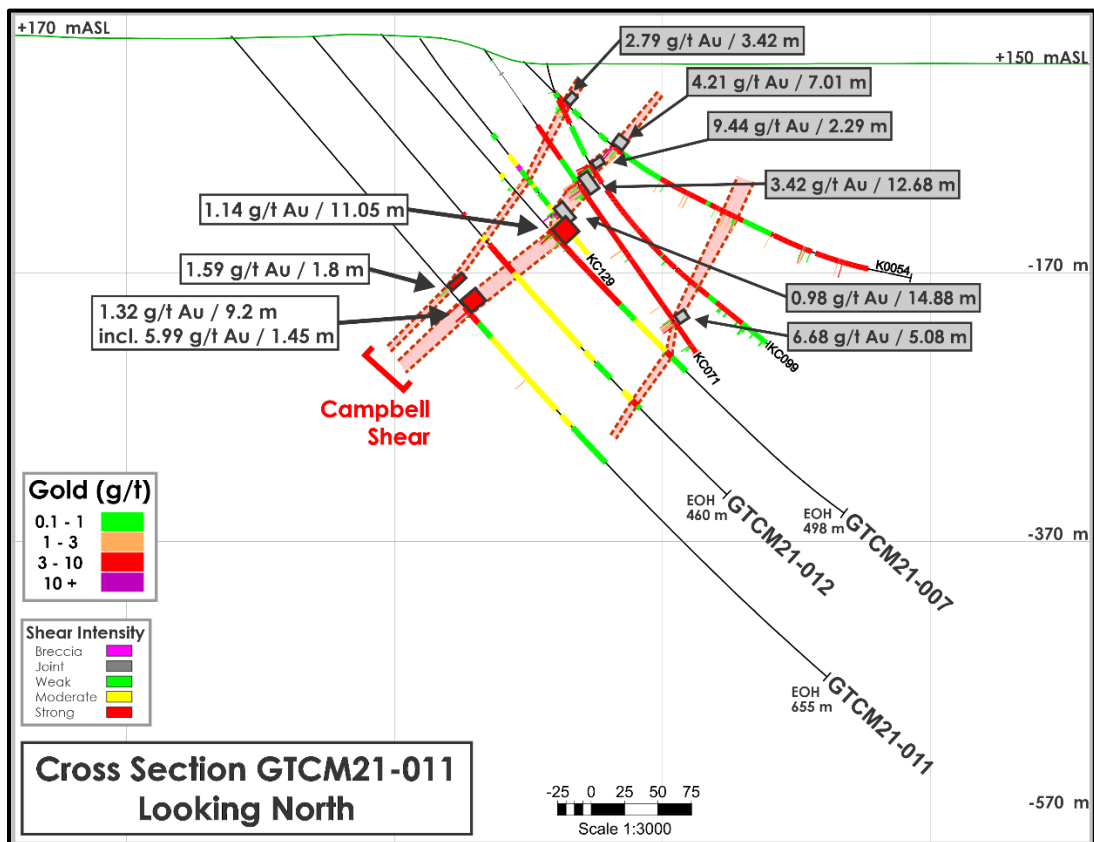 +170 mASL
+150 mASL
2.79 g/t Au / 3.42 m
4.21 g/t Au / 7.01 m
9.44 g/t Au / 2.29 m
3.42 g/t Au / 12.68 m
1.14 g/t Au / 11.05 m
1.59 g/t Au / 1.8 m
1.32 g/t Au / 9.2 m
incl. 5.99 g/t Au / 1.45 m
0.98 g/t Au / 14.88 m
6.68 g/t Au / 5.08 m
K0054
KC129
KC099
KC071
-170 m
Campbell
Shear
Gold (g/t)
0.1 - 1
1 - 3
3 - 10
10 +
Shear Intensity
Breccia
Joint
Weak
Moderate
Strong
EOH
460 m
GTCM21-012
EOH
498 m
GTCM21-007
-370 m
EOH
655 m
GTCM21-011
Cross Section GTCM21-011
Looking North
-25 0 25 50 75
Scale 1:3000
-570 m